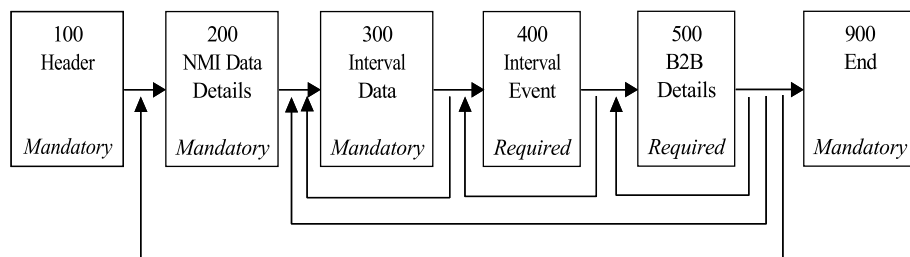 100
Header
Mandatory
200
NMI Data
Details
Mandatory
300
Interval
Data
Mandatory
400
Interval
Event
Required
500
B2B
Details
Required
900
End
Mandatory